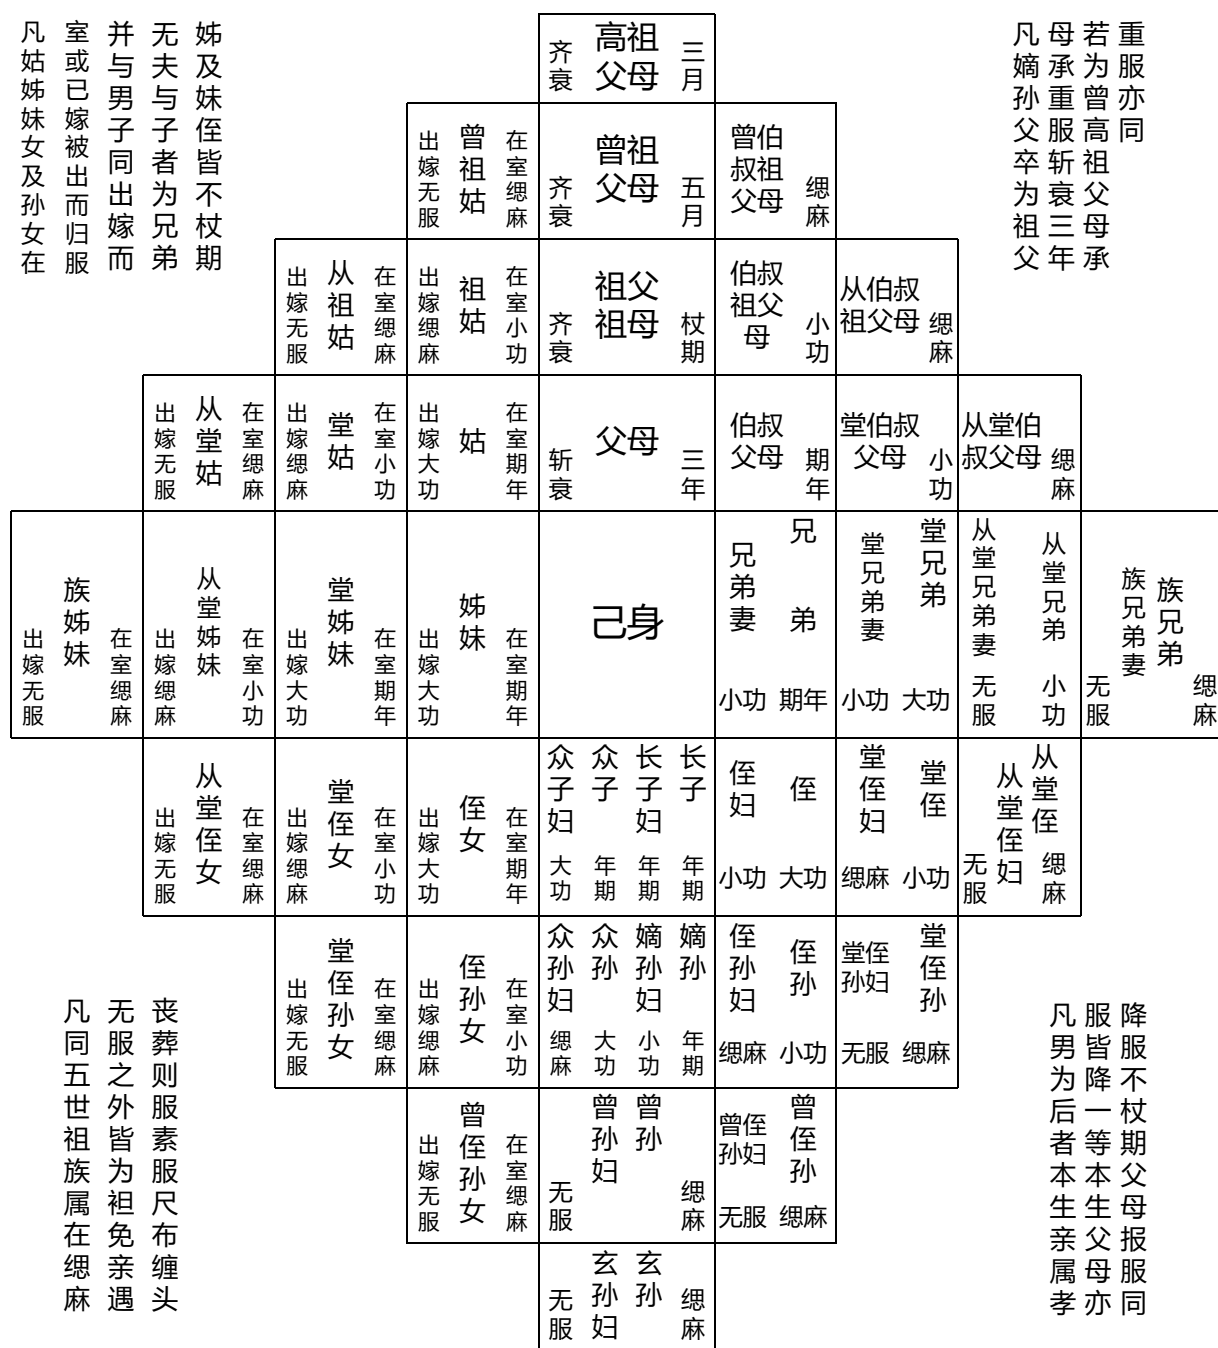 重服亦同
若为曾高祖父母承
母承重服斩衰三年
凡嫡孙父卒为祖父
姊及妹侄皆不杖期
无夫与子者为兄弟
并与男子同出嫁而
室或已嫁被出而归服
凡姑姊妹女及孙女在
高祖父母
齐衰
三月
曾祖姑
出嫁无服
在室缌麻
曾祖父母
齐衰
五月
曾伯叔祖父母
缌麻
从祖姑
出嫁无服
在室缌麻
祖姑
出嫁缌麻
在室小功
祖父祖母
齐衰
杖期
伯叔祖父母
小功
从伯叔祖父母
缌麻
从堂姑
出嫁无服
在室缌麻
堂姑
出嫁缌麻
在室小功
姑
出嫁大功
在室期年
父母
斩衰
三年
伯叔父母
期年
堂伯叔父母
小功
从堂伯叔父母
缌麻
族姊妹
出嫁无服
在室缌麻
从堂姊妹
出嫁缌麻
在室小功
堂姊妹
出嫁大功
在室期年
姊妹
出嫁大功
在室期年
己身
兄弟妻
小功
兄弟
期年
堂兄弟妻
小功
堂兄弟
大功
从堂兄弟妻
无服
从堂兄弟
小功
族兄弟妻
无服
族兄弟
缌麻
从堂侄女
出嫁无服
在室缌麻
堂侄女
出嫁缌麻
在室小功
侄女
出嫁大功
在室期年
众子妇
大功
众子
年期
长子妇
年期
长子
年期
侄妇
小功
侄
大功
堂侄妇
缌麻
堂侄
小功
从堂侄妇
无服
从堂侄
缌麻
堂侄孙女
出嫁无服
在室缌麻
侄孙女
出嫁缌麻
在室小功
众孙妇
缌麻
众孙
大功
嫡孙妇
小功
嫡孙
年期
侄孙妇
缌麻
侄孙
小功
堂侄孙妇
无服
堂侄孙
缌麻
曾侄孙女
出嫁无服
在室缌麻
曾孙妇
无服
曾孙
缌麻
曾侄孙妇
无服
曾侄孙
缌麻
玄孙妇
无服
玄孙
缌麻
降服不杖期父母报服同
服皆降一等本生父母亦
凡男为后者本生亲属孝
丧葬则服素服尺布缠头
无服之外皆为袒免亲遇
凡同五世祖族属在缌麻